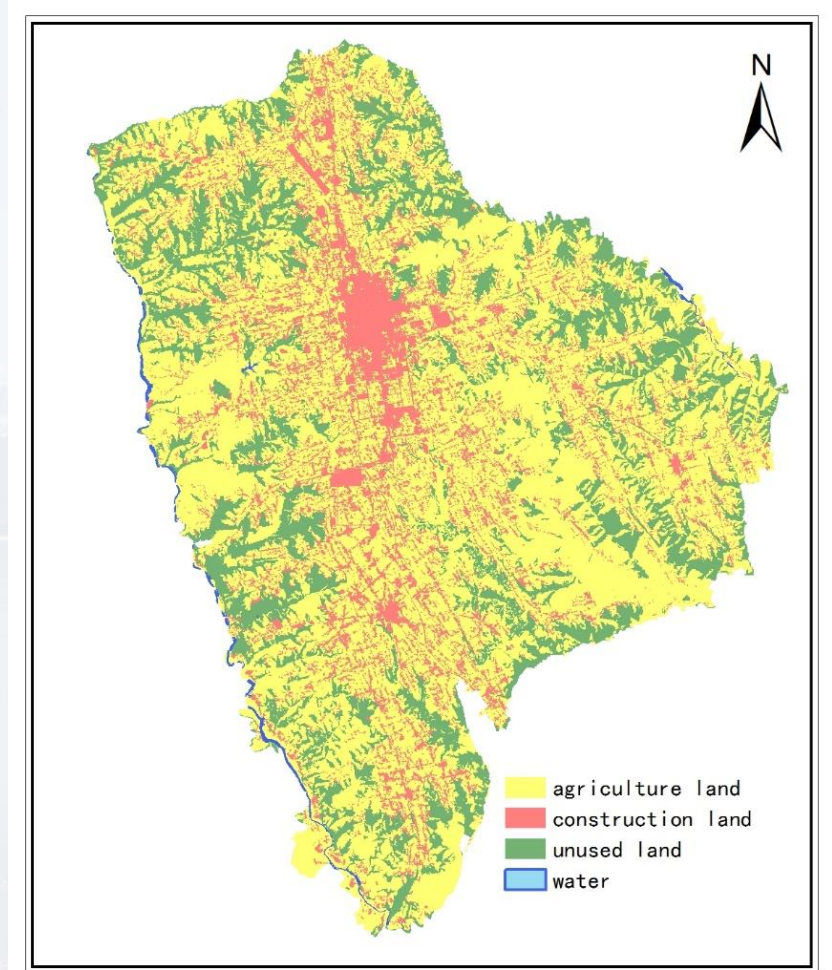 N
agriculture land
construction land
unused land
water